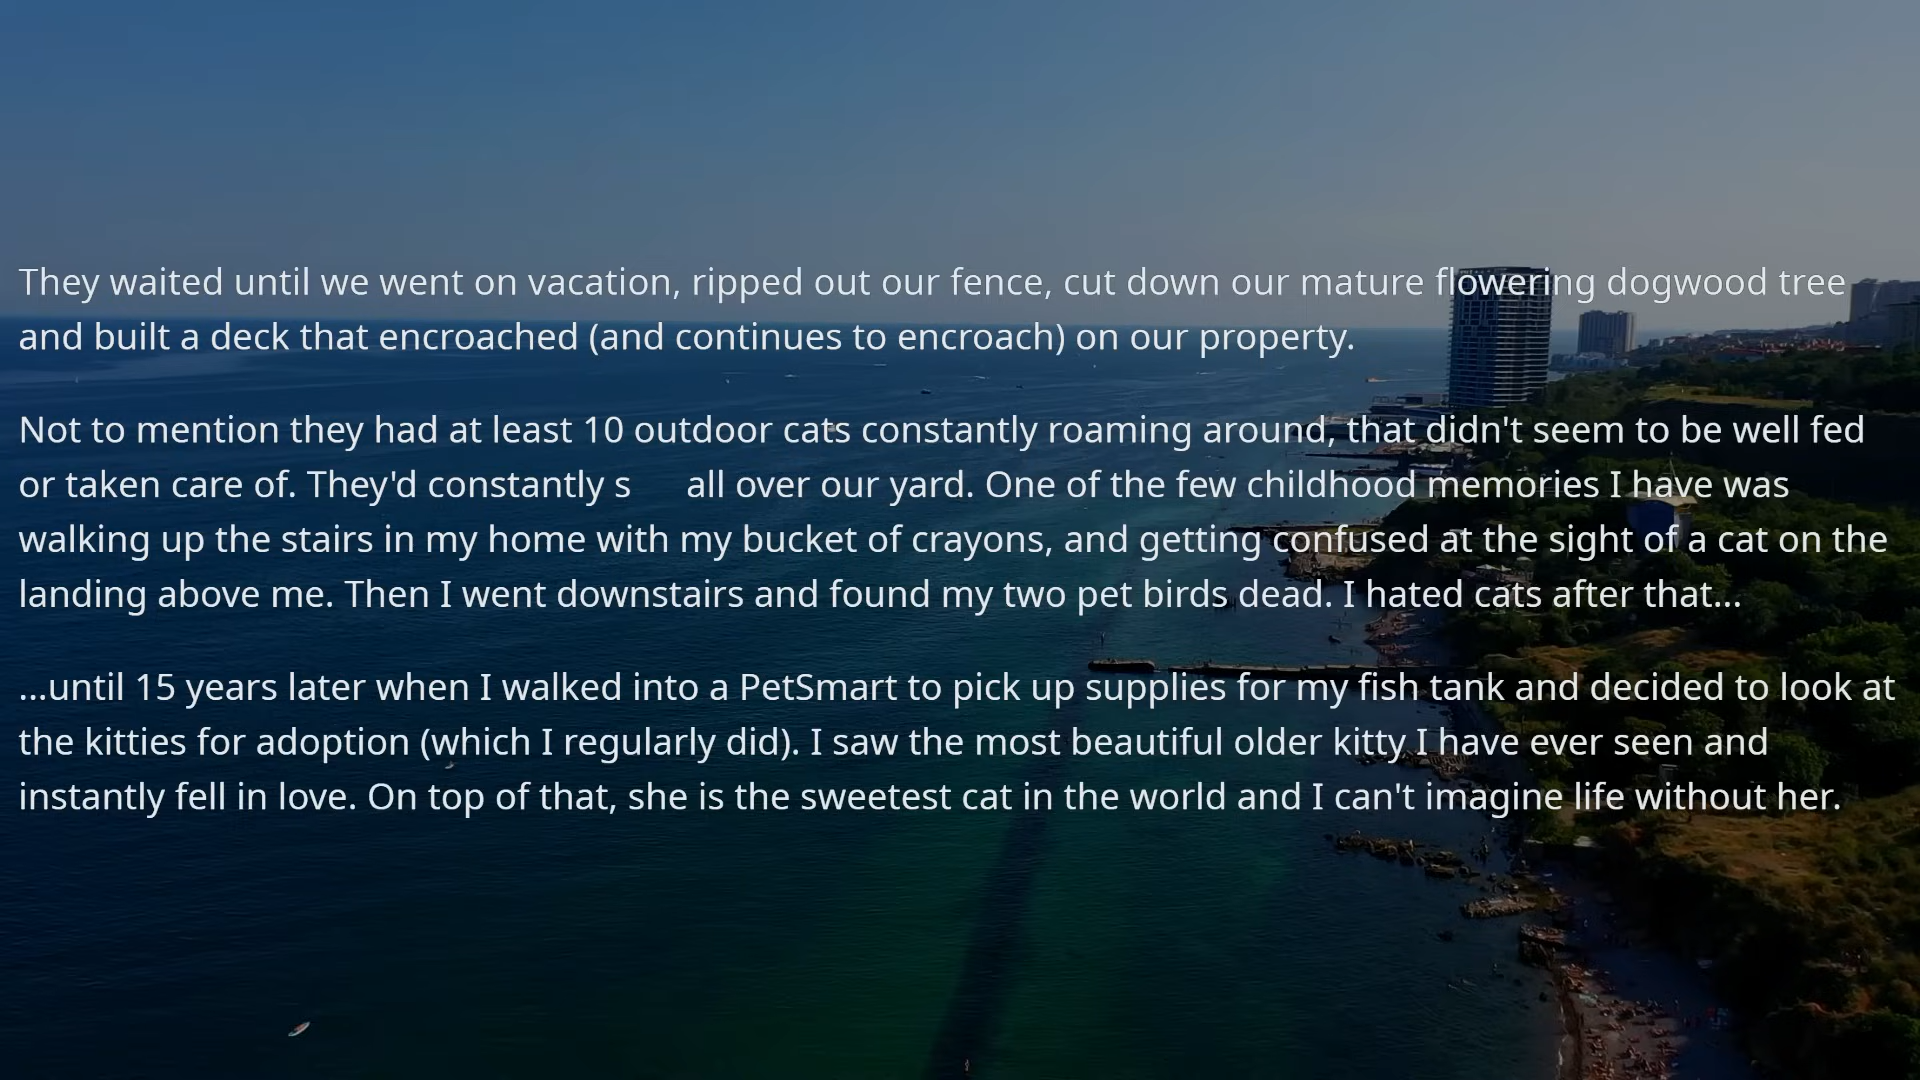 They waited until we went on vacation, ripped out our fence, cut down our mature flowering dogwood tree
and built a deck that encroached (and continues to encroach) on our property.
Not to mention they had at least 10 outdoor cats constantly roaming around, that didn't seem to be well fed
or taken care of. They'd constantly s all over our yard. One of the few childhood memories I have was
walking up the stairs in my home with my bucket of crayons, and getting confused at the sight of a cat on the
landing above me. Then I went downstairs and found my two pet birds dead. I hated cats after that...
...until 15 years later when I walked into a PetSmart to pick up supplies for my fish tank and decided to look at
the kitties for adoption (which I regularly did). I saw the most beautiful older kitty I have ever seen and
instantly fell in love. On top of that, she is the sweetest cat in the world and I can't imagine life without her.